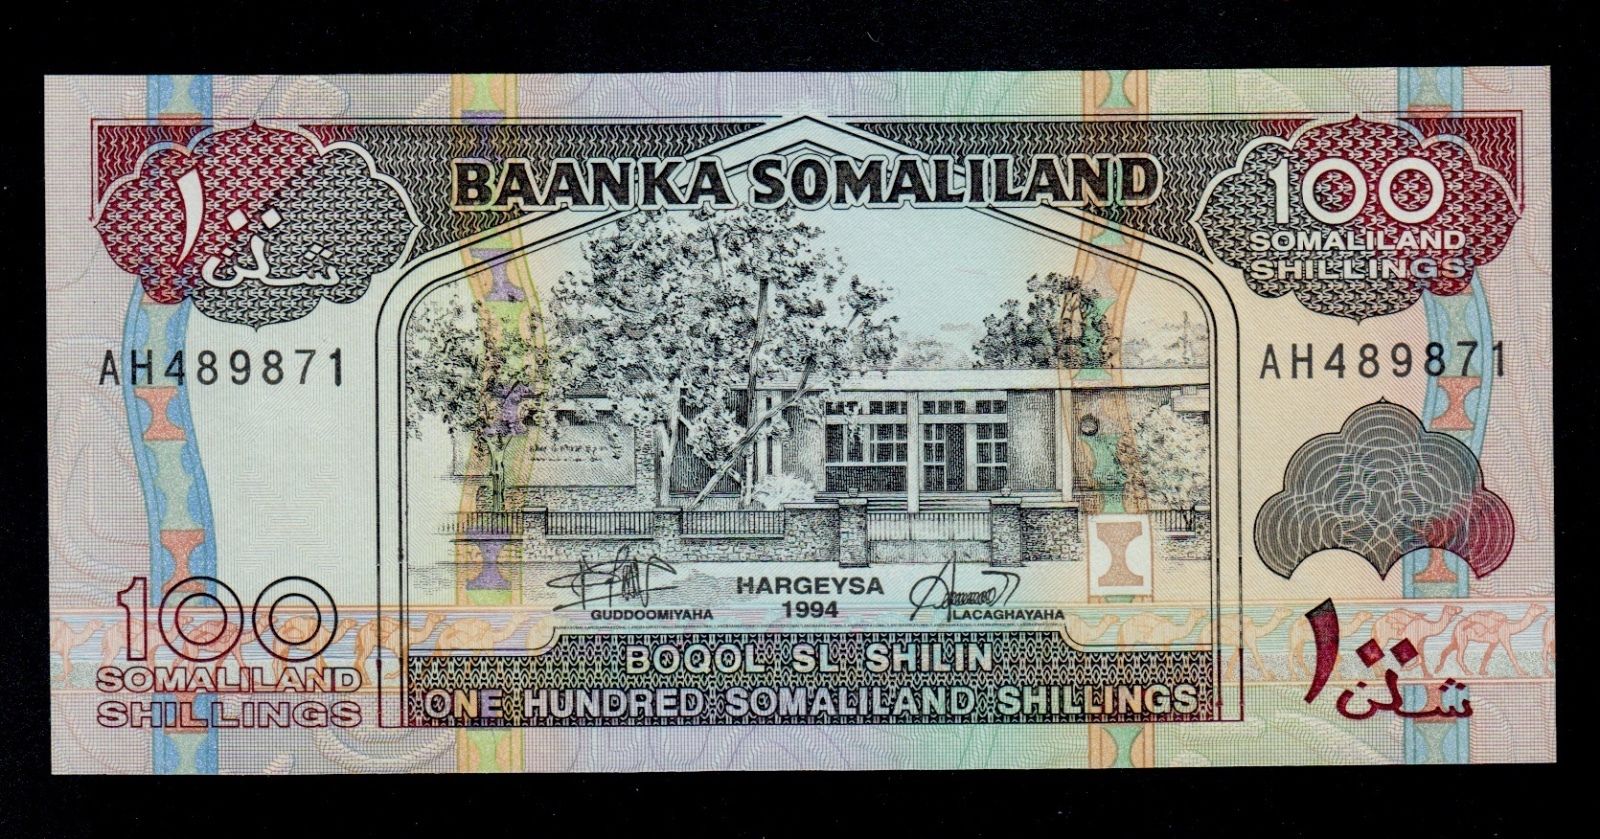 BAANKA SOMALILAND
١٠٠
شلن
100
SOMALILAND
SHILLINGS
AH489871
AH489871
HARGEYSA
1994
GUDDOOMIYAHA
LACAGHAYAHA
100
SOMALILAND
SHILLINGS
BOQOL SL SHILIN
ONE HUNDRED SOMALILAND SHILLINGS
١٠٠
شلن